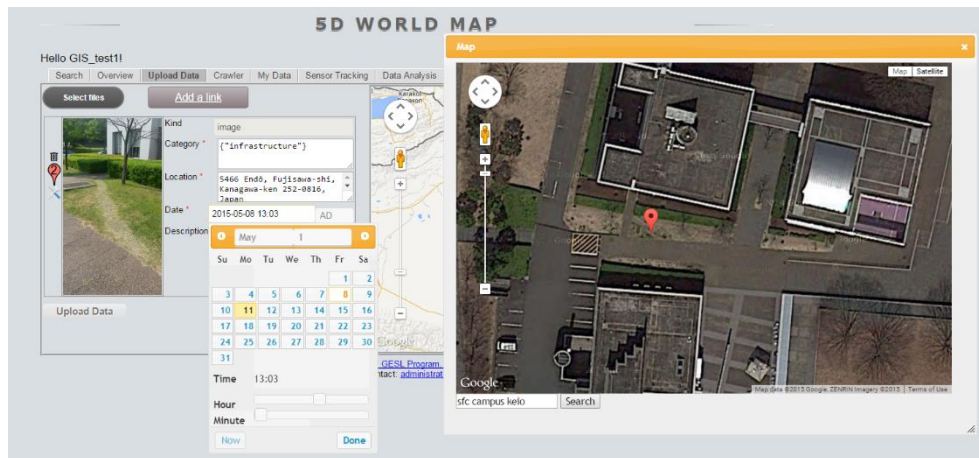 5D WORLD MAP
Hello GIS_test1!
Search Overview Upload Data Crawler My Data Sensor Tracking Data Analysis
Select files Add a link
Kind image
Category * {"infrastructure"}
Location * 5466 Endō, Fujisawa-shi,
Kanagawa-ken 252-0816,
Japan
Date * 2015-05-08 13:03 AD
Description
2
May 1
Su Mo Tu We Th Fr Sa
1 2
3 4 5 6 7 8 9
10 11 12 13 14 15 16
17 18 19 20 21 22 23
24 25 26 27 28 29 30
31
Time 13:03
Hour
Minute
Now Done
Upload Data
Karakol
Google
GESL Program
ntact: administrat
Map ×
Map Satellite
Google
Map data ©2015 Google, ZENRIN Imagery ©2015 Terms of Use
sfc campus keio Search